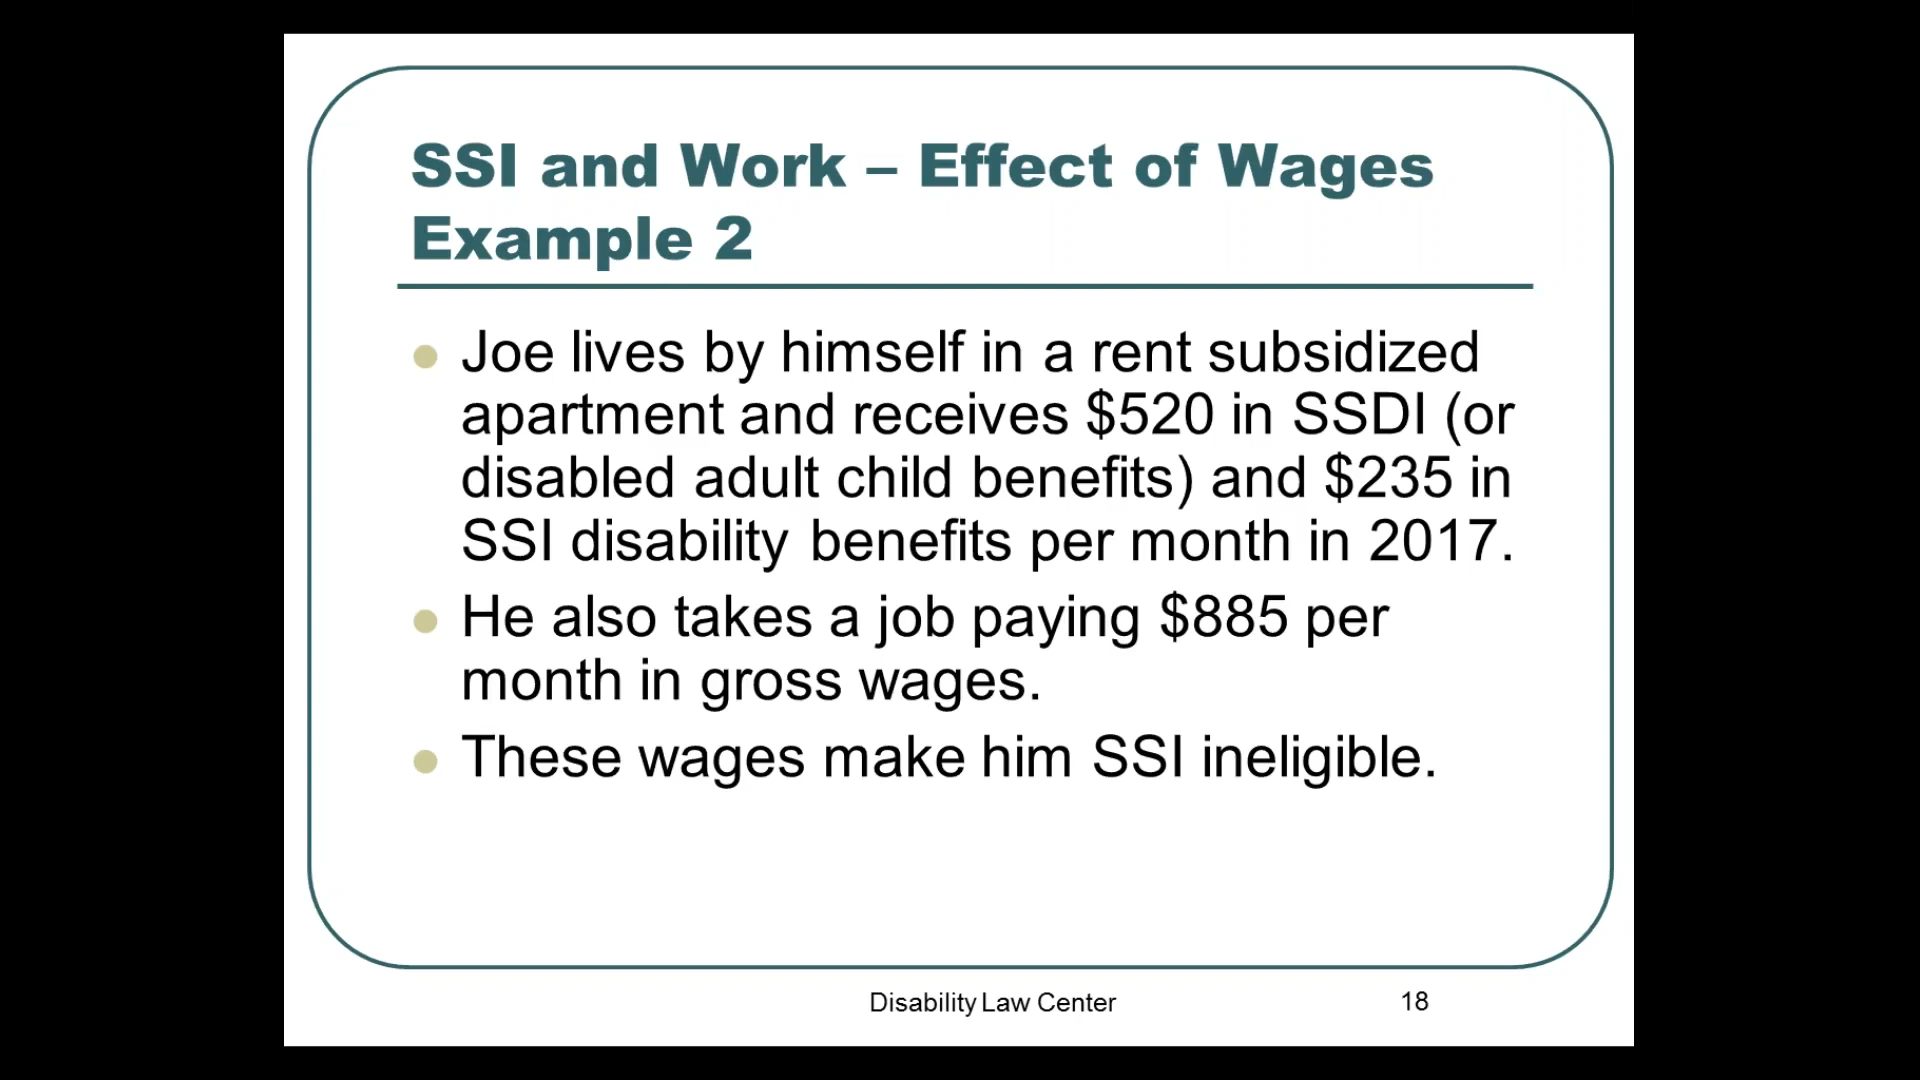 SSI and Work – Effect of Wages
Example 2
Joe lives by himself in a rent subsidized
apartment and receives $520 in SSDI (or
disabled adult child benefits) and $235 in
SSI disability benefits per month in 2017.
He also takes a job paying $885 per
month in gross wages.
These wages make him SSI ineligible.
Disability Law Center
18